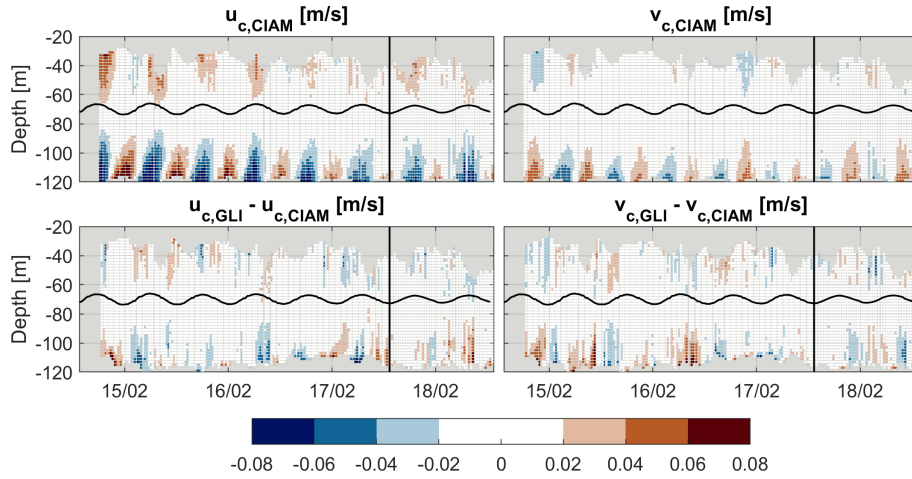 u_c,CIAM [m/s]
v_c,CIAM [m/s]
Depth [m]
-20
-40
-60
-80
-100
-120
u_c,GLI - u_c,CIAM [m/s]
v_c,GLI - v_c,CIAM [m/s]
Depth [m]
-20
-40
-60
-80
-100
-120
15/02 16/02 17/02 18/02
15/02 16/02 17/02 18/02
-0.08 -0.06 -0.04 -0.02 0 0.02 0.04 0.06 0.08